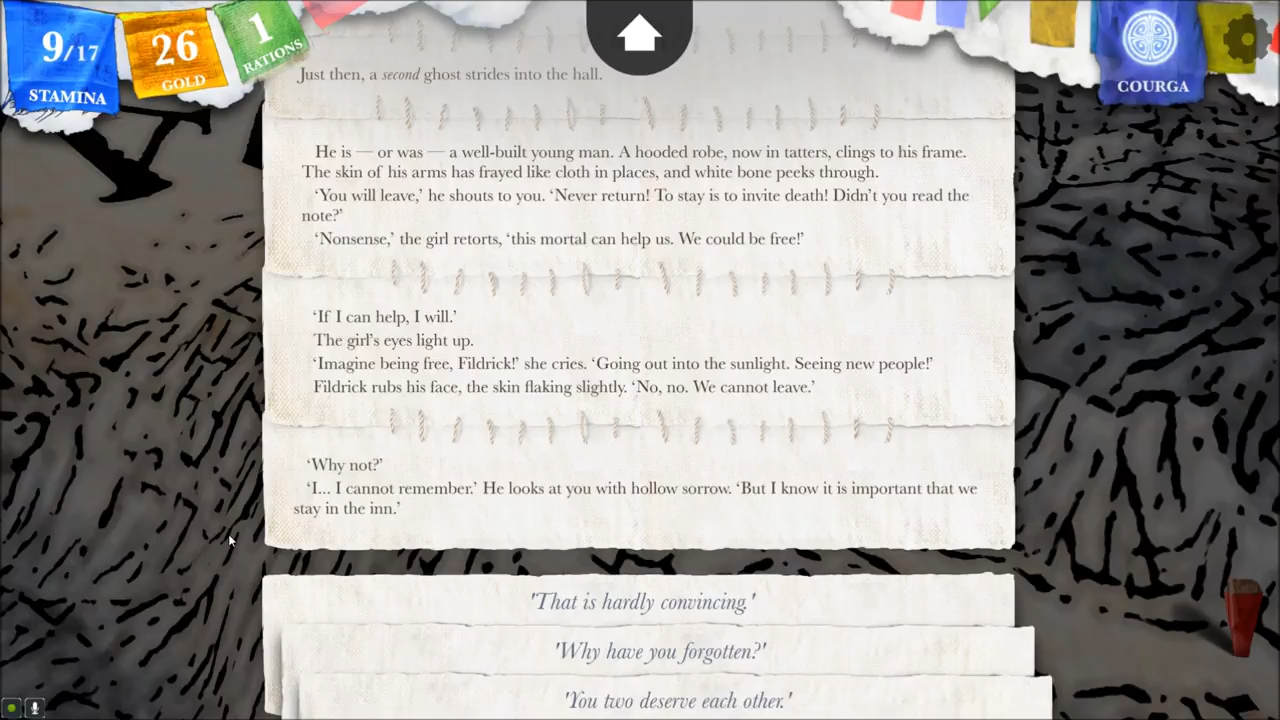 9/17
STAMINA
26
GOLD
1
RATIONS
COURGA
Just then, a second ghost strides into the hall.
He is — or was — a well-built young man. A hooded robe, now in tatters, clings to his frame.
The skin of his arms has frayed like cloth in places, and white bone peeks through.
‘You will leave,’ he shouts to you. ‘Never return! To stay is to invite death! Didn’t you read the
note?’
‘Nonsense,’ the girl retorts, ‘this mortal can help us. We could be free!’
‘If I can help, I will.’
The girl’s eyes light up.
‘Imagine being free, Fildrick!’ she cries. ‘Going out into the sunlight. Seeing new people!’
Fildrick rubs his face, the skin flaking slightly. ‘No, no. We cannot leave.’
‘Why not?’
‘I... I cannot remember.’ He looks at you with hollow sorrow. ‘But I know it is important that we
stay in the inn.’
'That is hardly convincing.'
'Why have you forgotten?'
'You two deserve each other.'